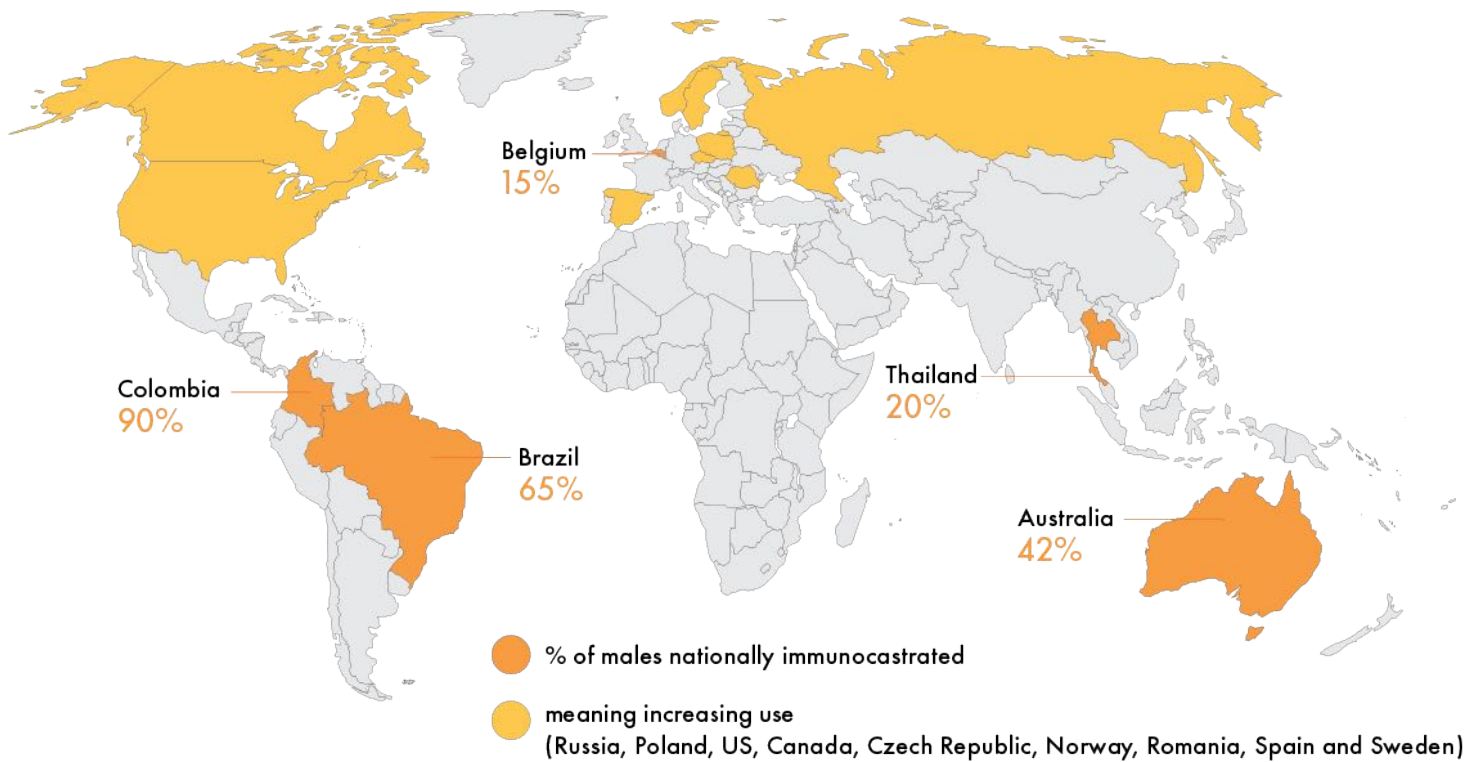 Belgium
15%
Colombia
90%
Thailand
20%
Brazil
65%
Australia
42%
% of males nationally immunocastrated
meaning increasing use
(Russia, Poland, US, Canada, Czech Republic, Norway, Romania, Spain and Sweden)